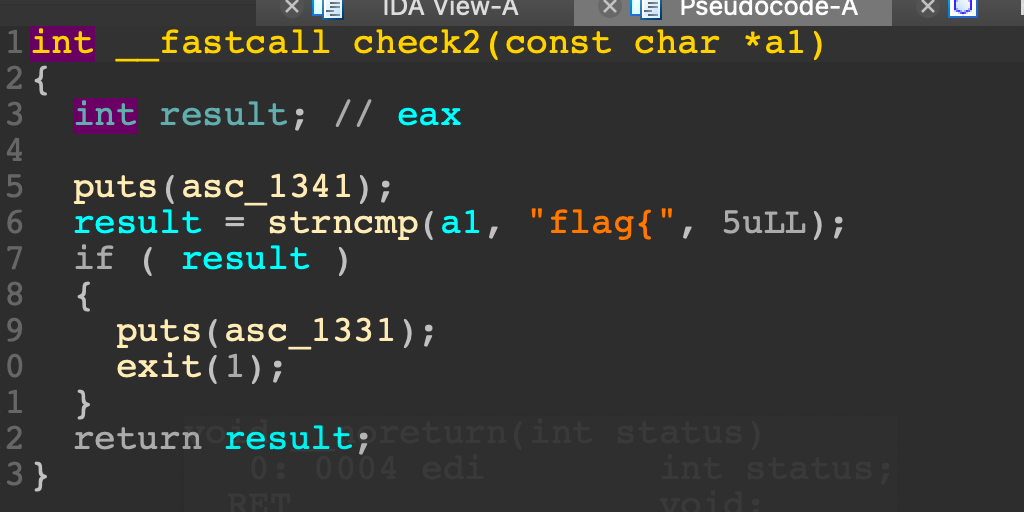 IDA View-A Pseudocode-A
1 int __fastcall check2(const char *a1)
2 {
3 int result; // eax
4
5 puts(asc_1341);
6 result = strncmp(a1, "flag{", 5uLL);
7 if ( result )
8 {
9 puts(asc_1331);
0 exit(1);
1 }
2 return result;
3 }
noreturn(int status)
0: 0004 edi int status;
RET void;